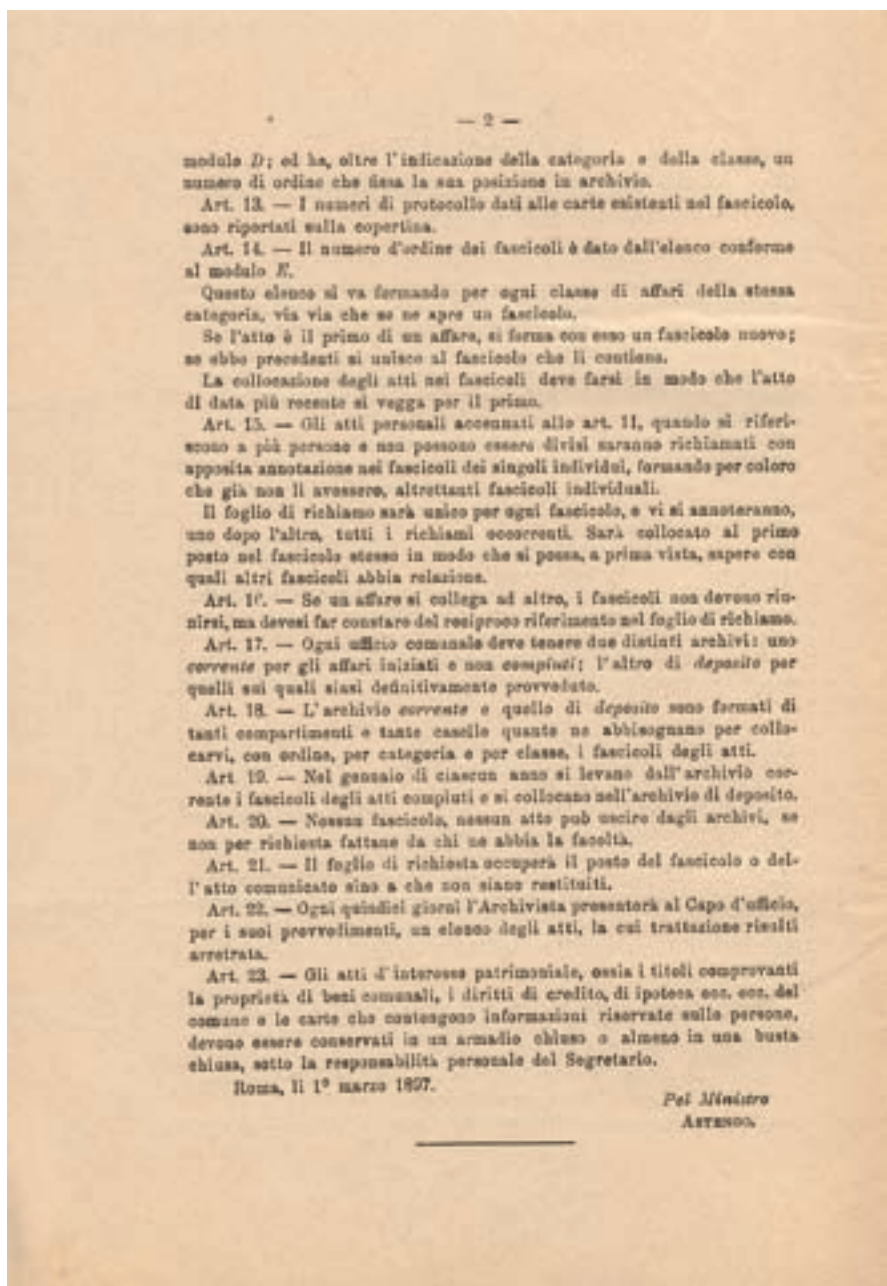 — 2 —
modulo D; ed ha, oltre l'indicazione della categoria e della classe, un
numero di ordine che fissa la sua posizione in archivio.
Art. 13. — I numeri di protocollo dati alle carte esistenti nel fascicolo,
sono riportati sulla copertina.
Art. 14. — Il numero d'ordine dei fascicoli è dato dall'elenco conforme
al modulo E.
Questo elenco si va formando per ogni classe di affari della stessa
categoria, via via che se ne apre un fascicolo.
Se l'atto è il primo di un affare, si forma con esso un fascicolo nuovo;
se ebbe precedenti si unisce al fascicolo che li contiene.
La collocazione degli atti nei fascicoli deve farsi in modo che l'atto
di data più recente si vegga per il primo.
Art. 15. — Gli atti personali accennati allo art. 11, quando si riferi-
scono a più persone e non possono essere divisi saranno richiamati con
apposita annotazione nei fascicoli dei singoli individui, formando per coloro
che già non li avessero, altrettanti fascicoli individuali.
Il foglio di richiamo sarà unico per ogni fascicolo, e vi si annoteranno,
uno dopo l'altro, tutti i richiami occorrenti. Sarà collocato al primo
posto nel fascicolo stesso in modo che si possa, a prima vista, sapere con
quali altri fascicoli abbia relazione.
Art. 16. — Se un affare si collega ad altro, i fascicoli non devono riu-
nirsi, ma devesi far constare del reciproco riferimento nel foglio di richiamo.
Art. 17. — Ogni ufficio comunale deve tenere due distinti archivi: uno
corrente per gli affari iniziati e non compiuti; l'altro di deposito per
quelli sui quali siasi definitivamente provveduto.
Art. 18. — L'archivio corrente e quello di deposito sono formati di
tanti compartimenti e tante caselle quante ne abbisognano per collo-
carvi, con ordine, per categoria e per classe, i fascicoli degli atti.
Art 19. — Nel gennaio di ciascun anno si levano dall'archivio cor-
rente i fascicoli degli atti compiuti e si collocano nell'archivio di deposito.
Art. 20. — Nessun fascicolo, nessun atto può uscire dagli archivi, se
non per richiesta fattane da chi ne abbia la facoltà.
Art. 21. — Il foglio di richiesta occuperà il posto del fascicolo o del-
l'atto comunicato sino a che non siano restituiti.
Art. 22. — Ogni quindici giorni l'Archivista presenterà al Capo d'ufficio,
per i suoi provvedimenti, un elenco degli atti, la cui trattazione risulti
arretrata.
Art. 23. — Gli atti d'interesse patrimoniale, ossia i titoli comprovanti
la proprietà di beni comunali, i diritti di credito, di ipoteca ecc. ecc. del
comune e le carte che contengono informazioni riservate sulle persone,
devono essere conservati in un armadio chiuso o almeno in una busta
chiusa, sotto la responsabilità personale del Segretario.
Roma, li 1º marzo 1897.
Pel Ministro
ASTENGO.